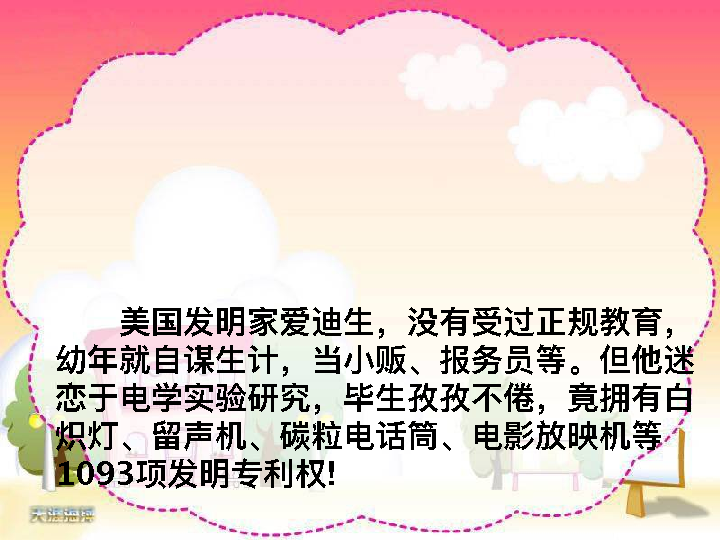 美国发明家爱迪生，没有受过正规教育，
幼年就自谋生计，当小贩、报务员等。但他迷
恋于电学实验研究，毕生孜孜不倦，竟拥有白
炽灯、留声机、碳粒电话筒、电影放映机等
1093项发明专利权!